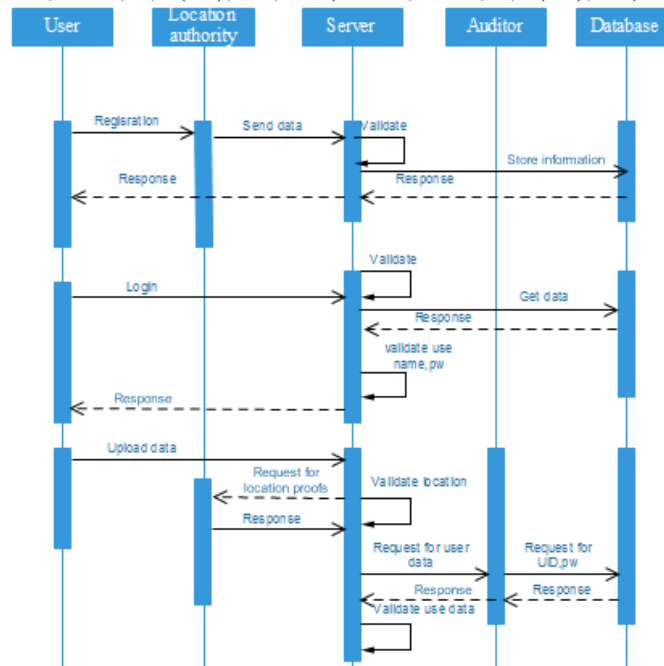 User
Location
authority
Server
Auditor
Database
Regisration
Send data
Validate
Store information
Response
Response
Login
Validate
Get data
Response
validate use
name,pw
Response
Upload data
Request for
location proofs
Validate location
Response
Request for user
data
Request for
UID,pw
Response
Response
Validate use data